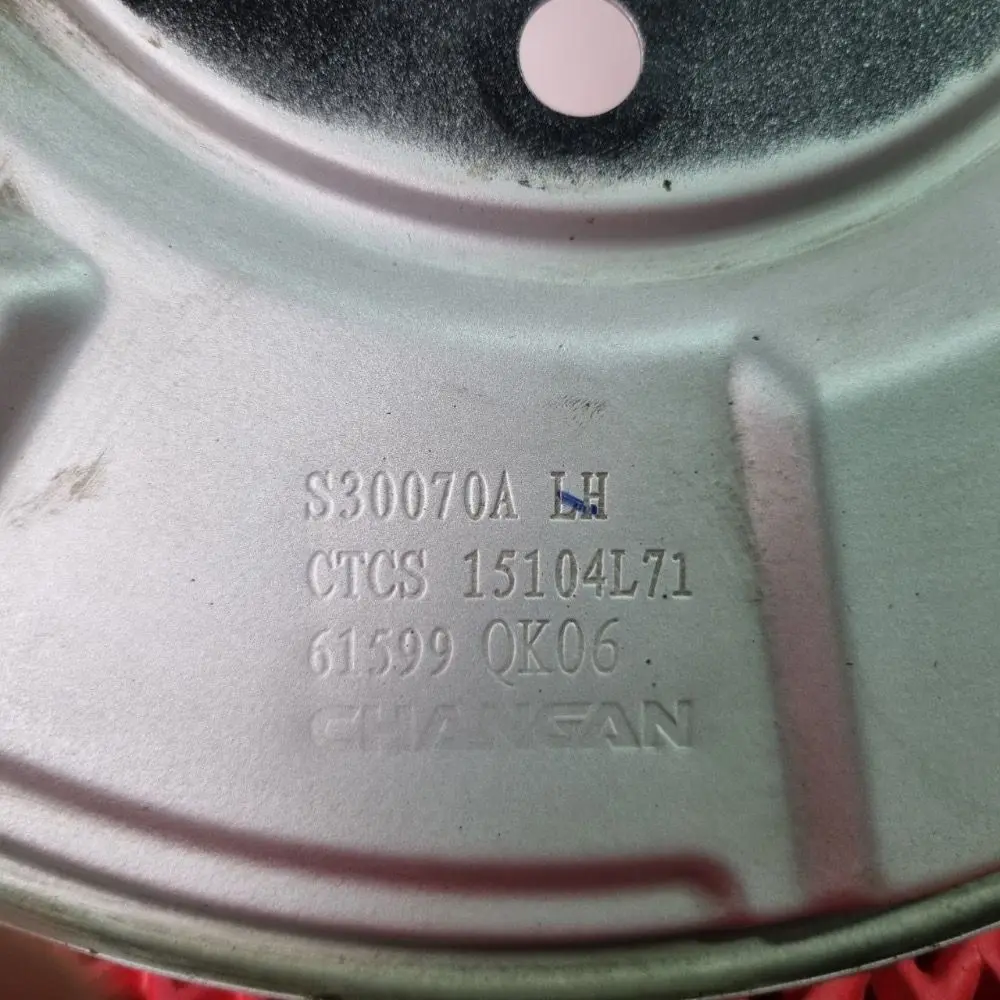 S30070A LH
CTCS 15104L71
61599 QK06
CHANGAN